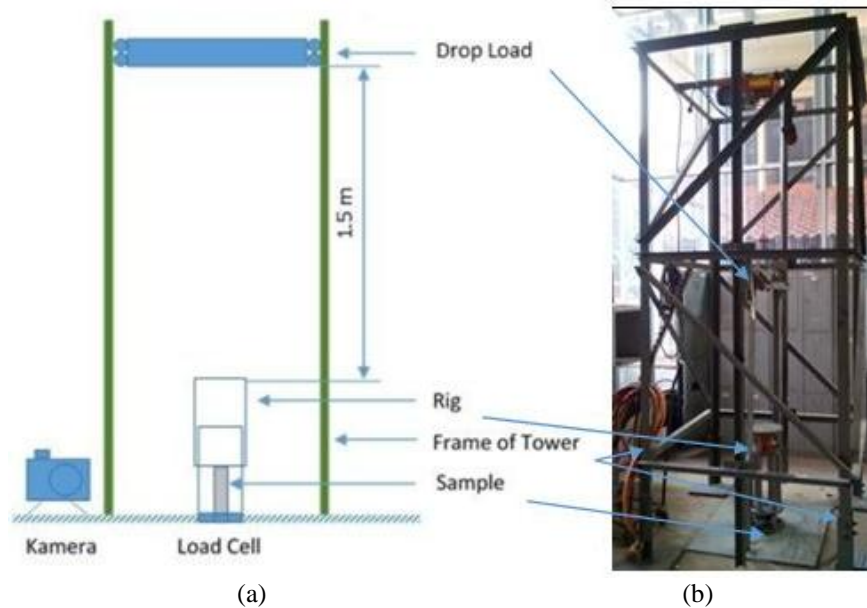 Drop Load
1.5 m
Rig
Frame of Tower
Sample
Kamera
Load Cell
(a)
(b)